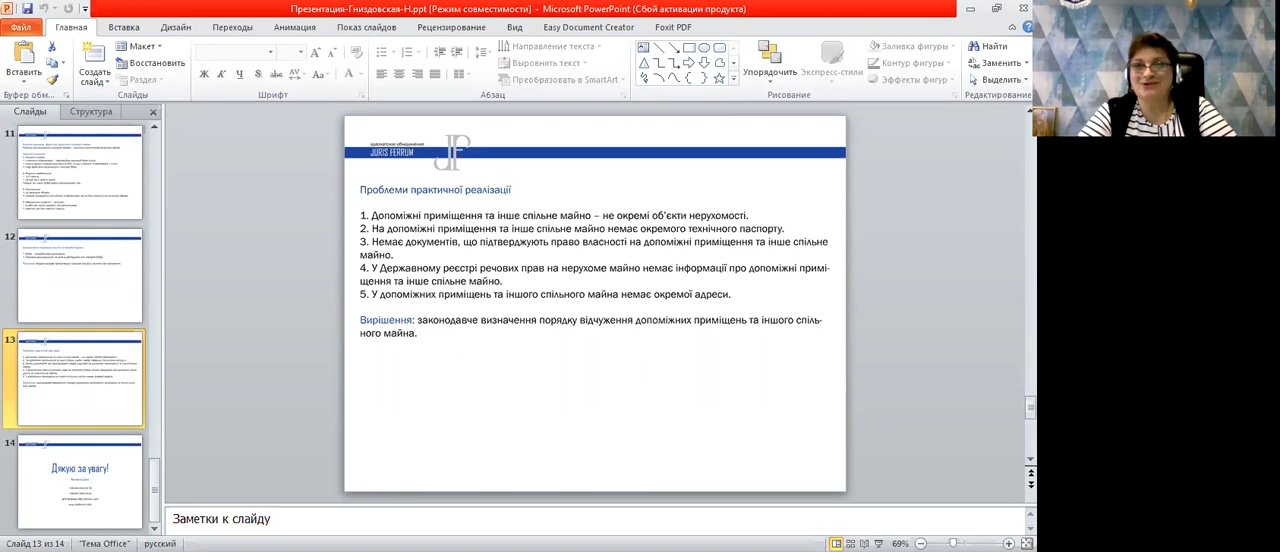 Презентация-Гниздовская-Н.ppt [Режим совместимости] - Microsoft PowerPoint (Сбой активации продукта)
Файл Главная Вставка Дизайн Переходы Анимация Показ слайдов Рецензирование Вид Easy Document Creator Foxit PDF
Вставить
Буфер обм...
Создать слайд
Макет
Восстановить
Раздел
Слайды
Ж К Ч S abc AV Aa A
Шрифт
Направление текста
Выровнять текст
Преобразовать в SmartArt
Абзац
Упорядочить
Экспресс-стили
Заливка фигуры
Контур фигуры
Эффекты фигур
Рисование
Найти
Заменить
Выделить
Редактирование
Слайды Структура
11
12
13
14
Дякую за увагу!
адвокатское объединение
JURIS FERRUM
JF
Проблеми практичної реалізації
1. Допоміжні приміщення та інше спільне майно – не окремі об’єкти нерухомості.
2. На допоміжні приміщення та інше спільне майно немає окремого технічного паспорту.
3. Немає документів, що підтверджують право власності на допоміжні приміщення та інше спільне
майно.
4. У Державному реєстрі речових прав на нерухоме майно немає інформації про допоміжні примі-
щення та інше спільне майно.
5. У допоміжних приміщень та іншого спільного майна немає окремої адреси.
Вирішення: законодавче визначення порядку відчуження допоміжних приміщень та іншого спіль-
ного майна.
Заметки к слайду
Слайд 13 из 14 "Тема Office" русский 69%